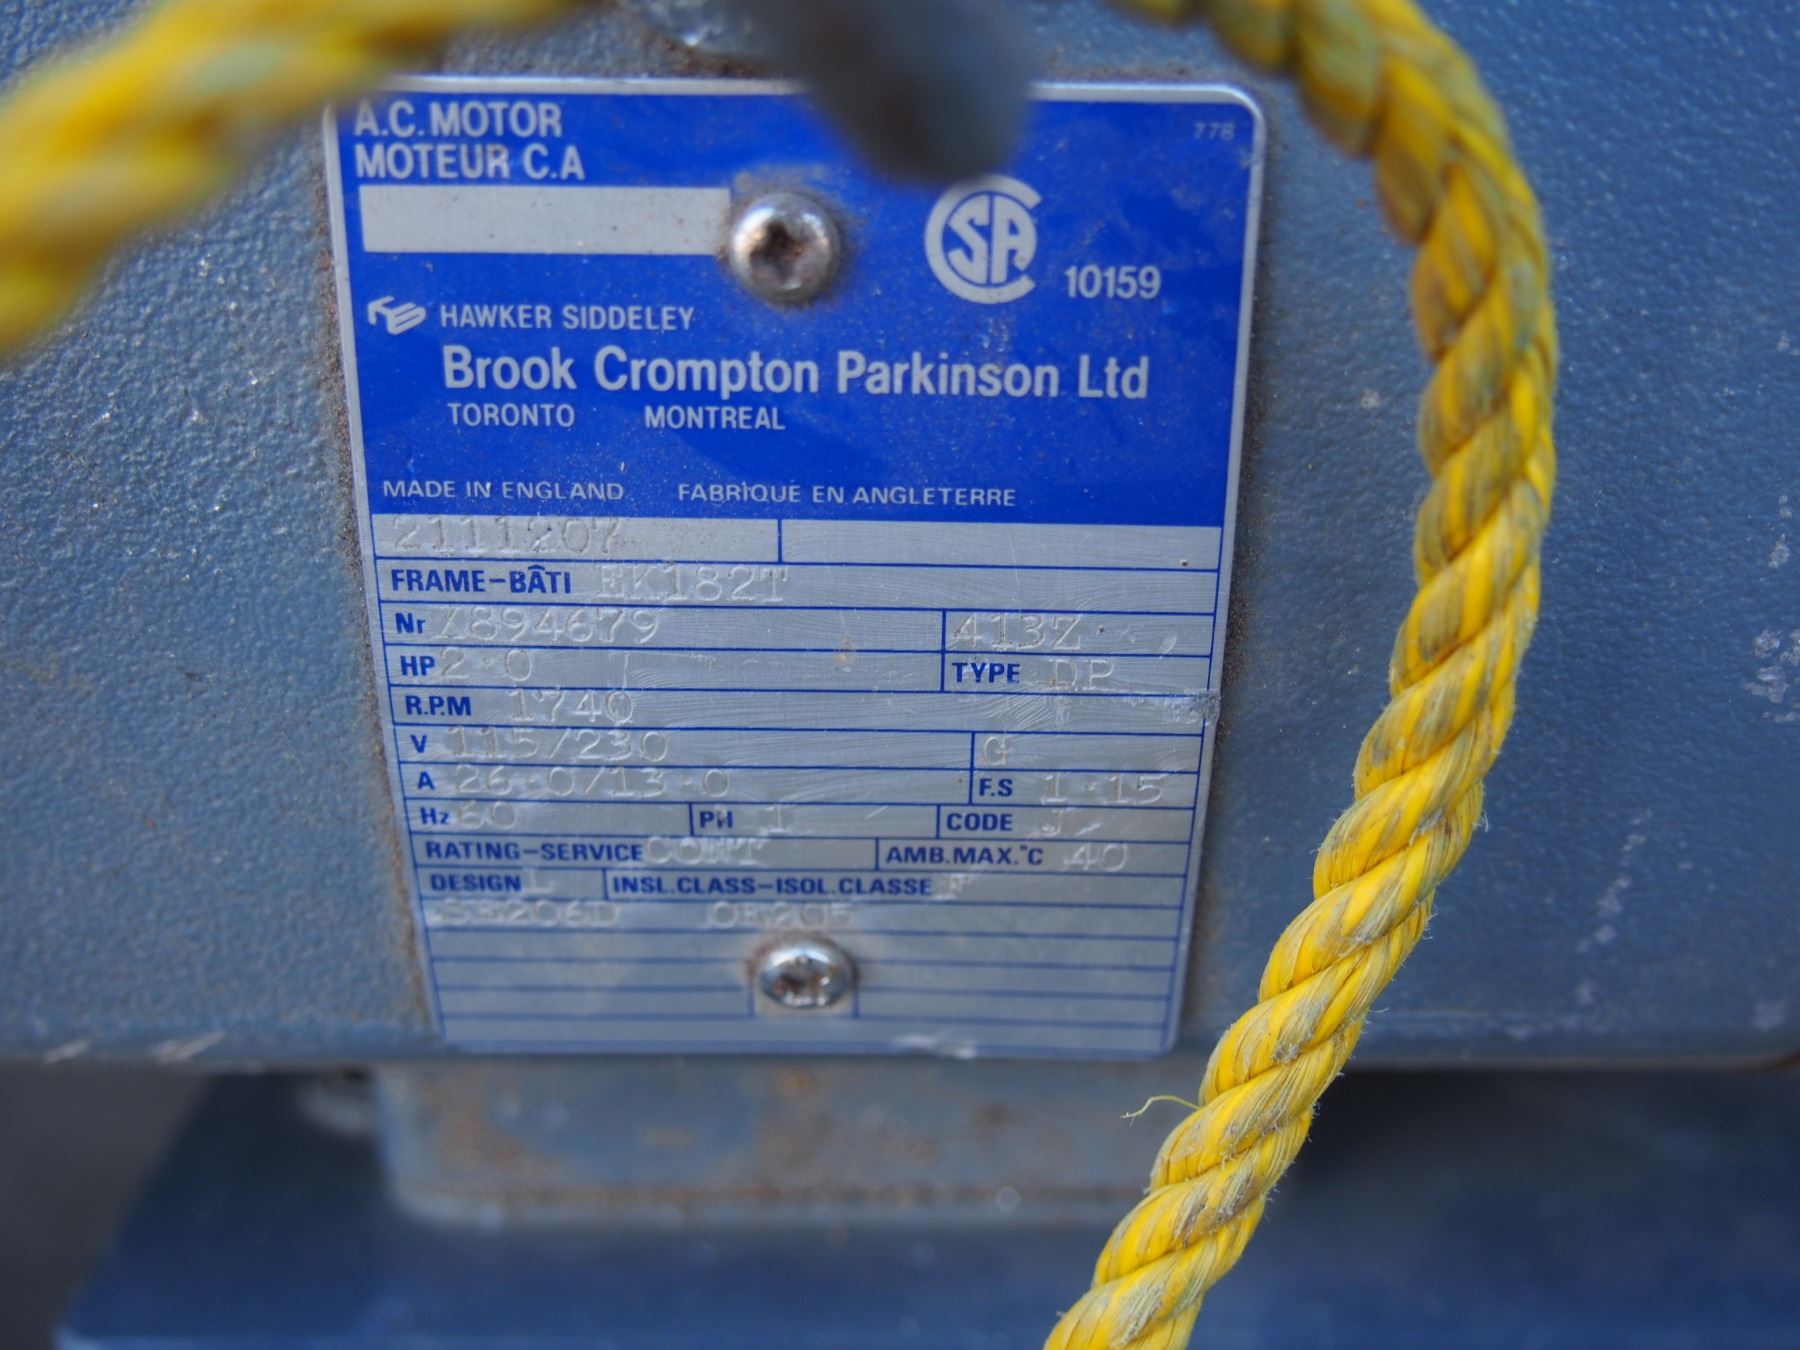 A.C. MOTOR
MOTEUR C.A
778
CSA 10159
HAWKER SIDDELEY
Brook Crompton Parkinson Ltd
TORONTO MONTREAL
MADE IN ENGLAND FABRIQUE EN ANGLETERRE
2111207
FRAME-BÂTI EK182T
Nr X894679 413Z
HP 2.0 TYPE DP
R.P.M 1740
V 115/230 G
A 26.0/13.0 F.S 1.15
Hz 60 PH 1 CODE J
RATING-SERVICE CONT AMB.MAX.°C 40
DESIGN L INSL.CLASS-ISOL.CLASSE
205